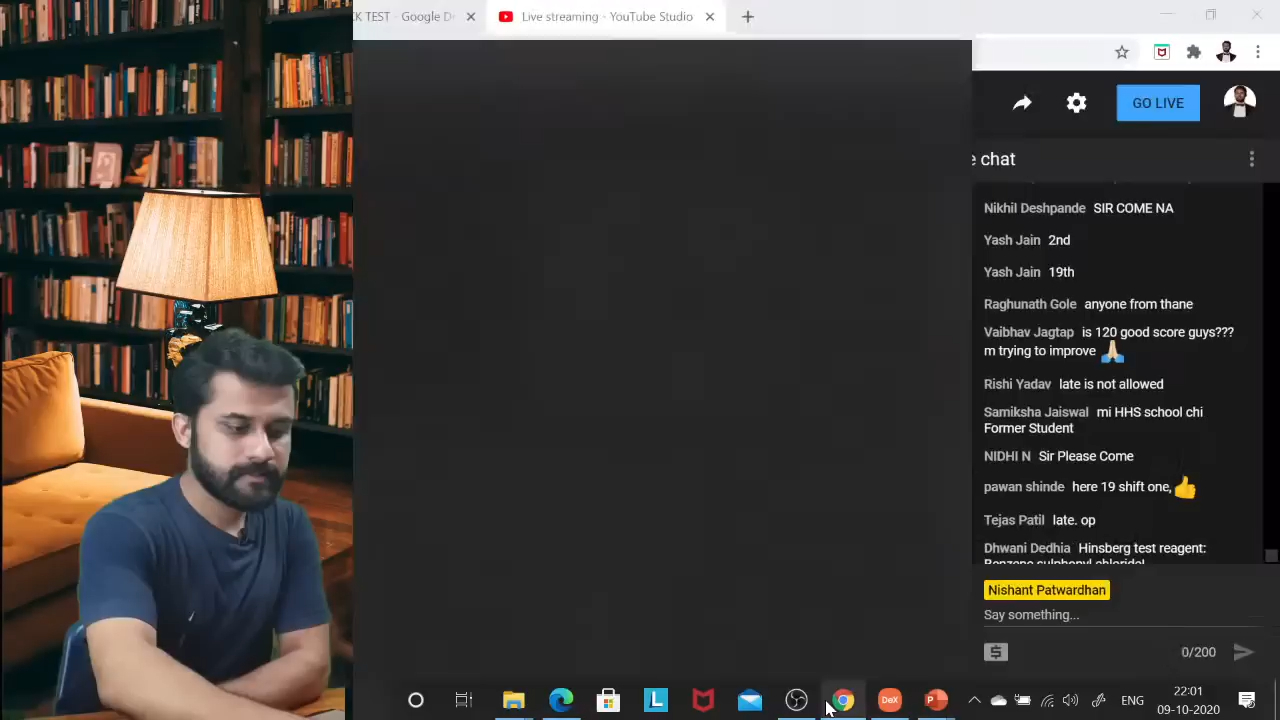 K TEST - Google D
Live streaming - YouTube Studio
GO LIVE
e chat
Nikhil Deshpande SIR COME NA
Yash Jain 2nd
Yash Jain 19th
Raghunath Gole anyone from thane
Vaibhav Jagtap is 120 good score guys???
m trying to improve
Rishi Yadav late is not allowed
Samiksha Jaiswal mi HHS school chi
Former Student
NIDHI N Sir Please Come
pawan shinde here 19 shift one,
Tejas Patil late. op
Dhwani Dedhia Hinsberg test reagent:
Benzene sulphonyl chloride!
Nishant Patwardhan
Say something...
0/200
L
DeX
P
ENG
22:01
09-10-2020